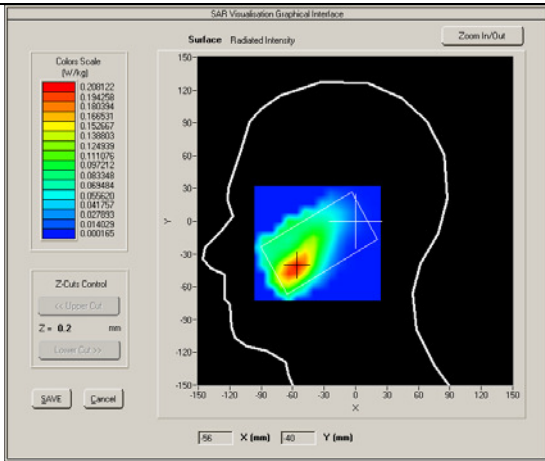 SAR Visualisation Graphical Interface
Surface Radiated Intensity
Zoom In/Out
Colors Scale
(W/kg)
0.208122
0.194258
0.180394
0.166531
0.152667
0.138803
0.124939
0.111076
0.097212
0.083348
0.069484
0.055620
0.041757
0.027893
0.014029
0.000165
Z-Cuts Control
<< Upper Cut
Z = 0.2 mm
Lower Cut >>
SAVE
Cancel
150
120
90
60
30
0
-30
-60
-90
-120
-150
Y
-150 -120 -90 -60 -30 0 30 60 90 120 150
X
-56 X (mm) -40 Y (mm)